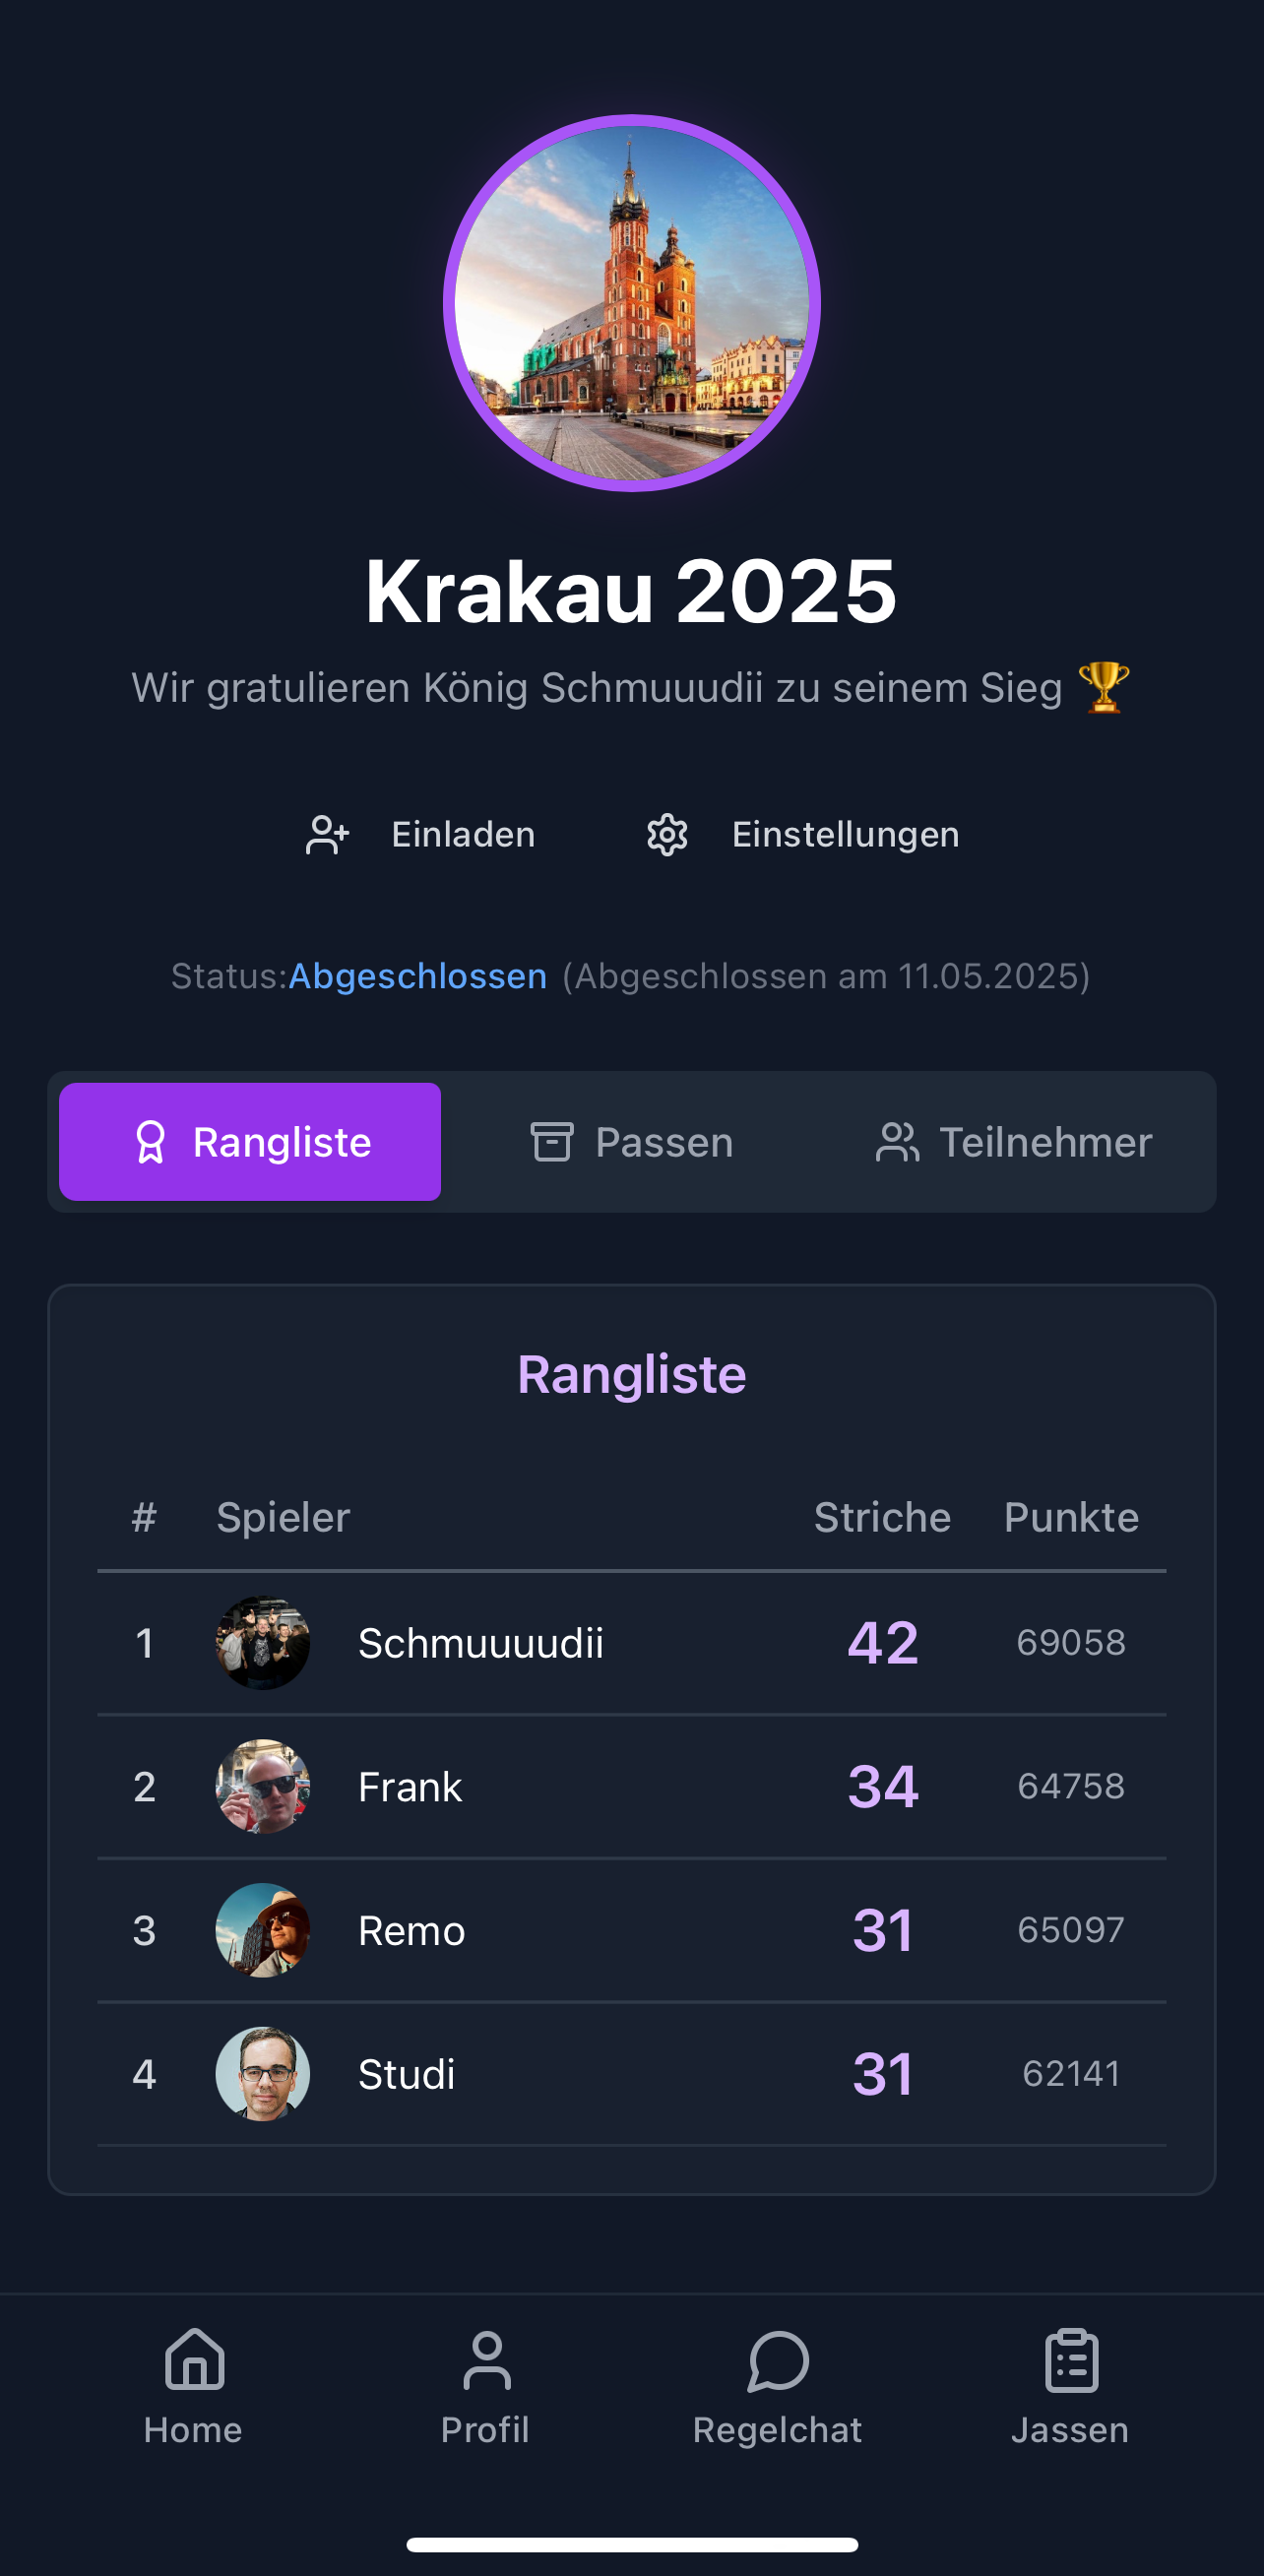 Krakau 2025
Wir gratulieren König Schmuuudii zu seinem Sieg 🏆
Einladen Einstellungen
Status:Abgeschlossen (Abgeschlossen am 11.05.2025)
Rangliste Passen Teilnehmer
Rangliste
# Spieler Striche Punkte
1 Schmuuuudii 42 69058
2 Frank 34 64758
3 Remo 31 65097
4 Studi 31 62141
Home Profil Regelchat Jassen